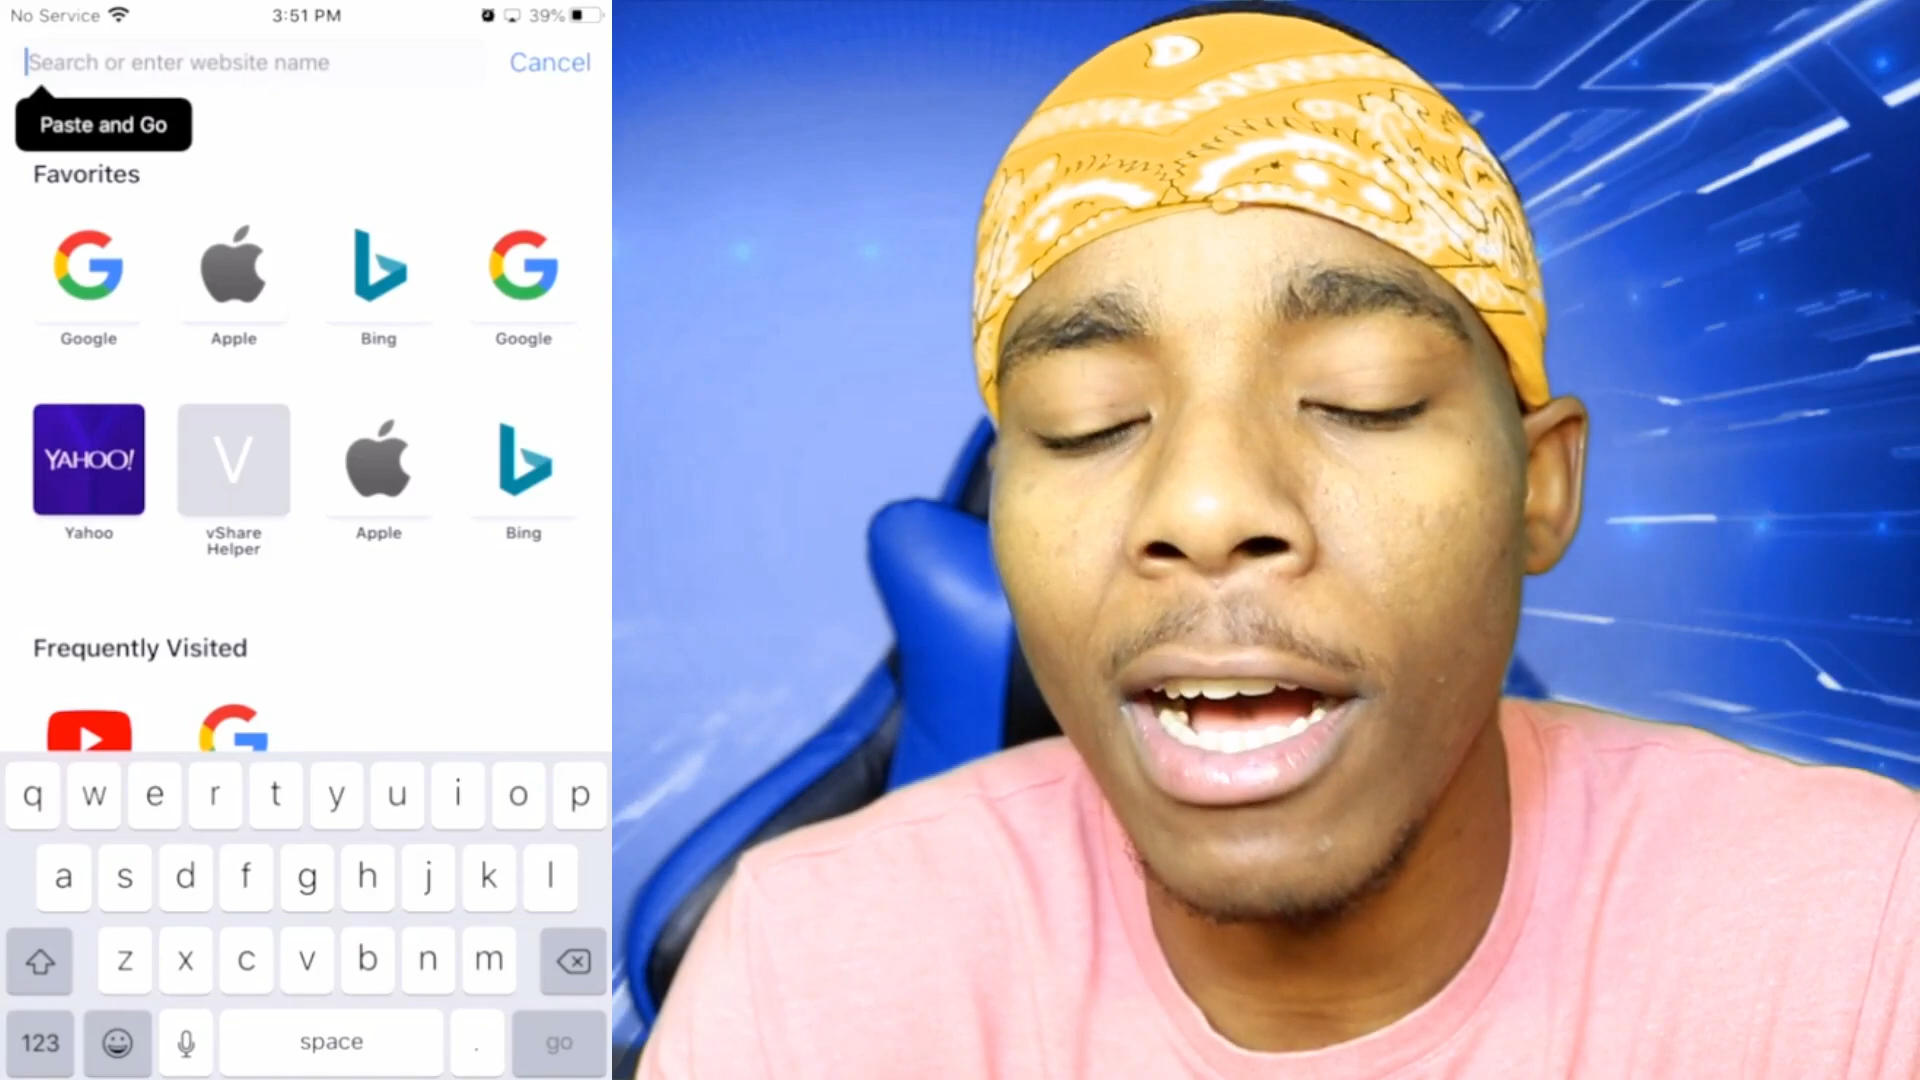 No Service 3:51 PM 39%
Search or enter website name Cancel
Paste and Go
Favorites
Google Apple Bing Google
YAHOO! V
Yahoo vShare Helper Apple Bing
Frequently Visited
q w e r t y u i o p
a s d f g h j k l
z x c v b n m
123 space . go